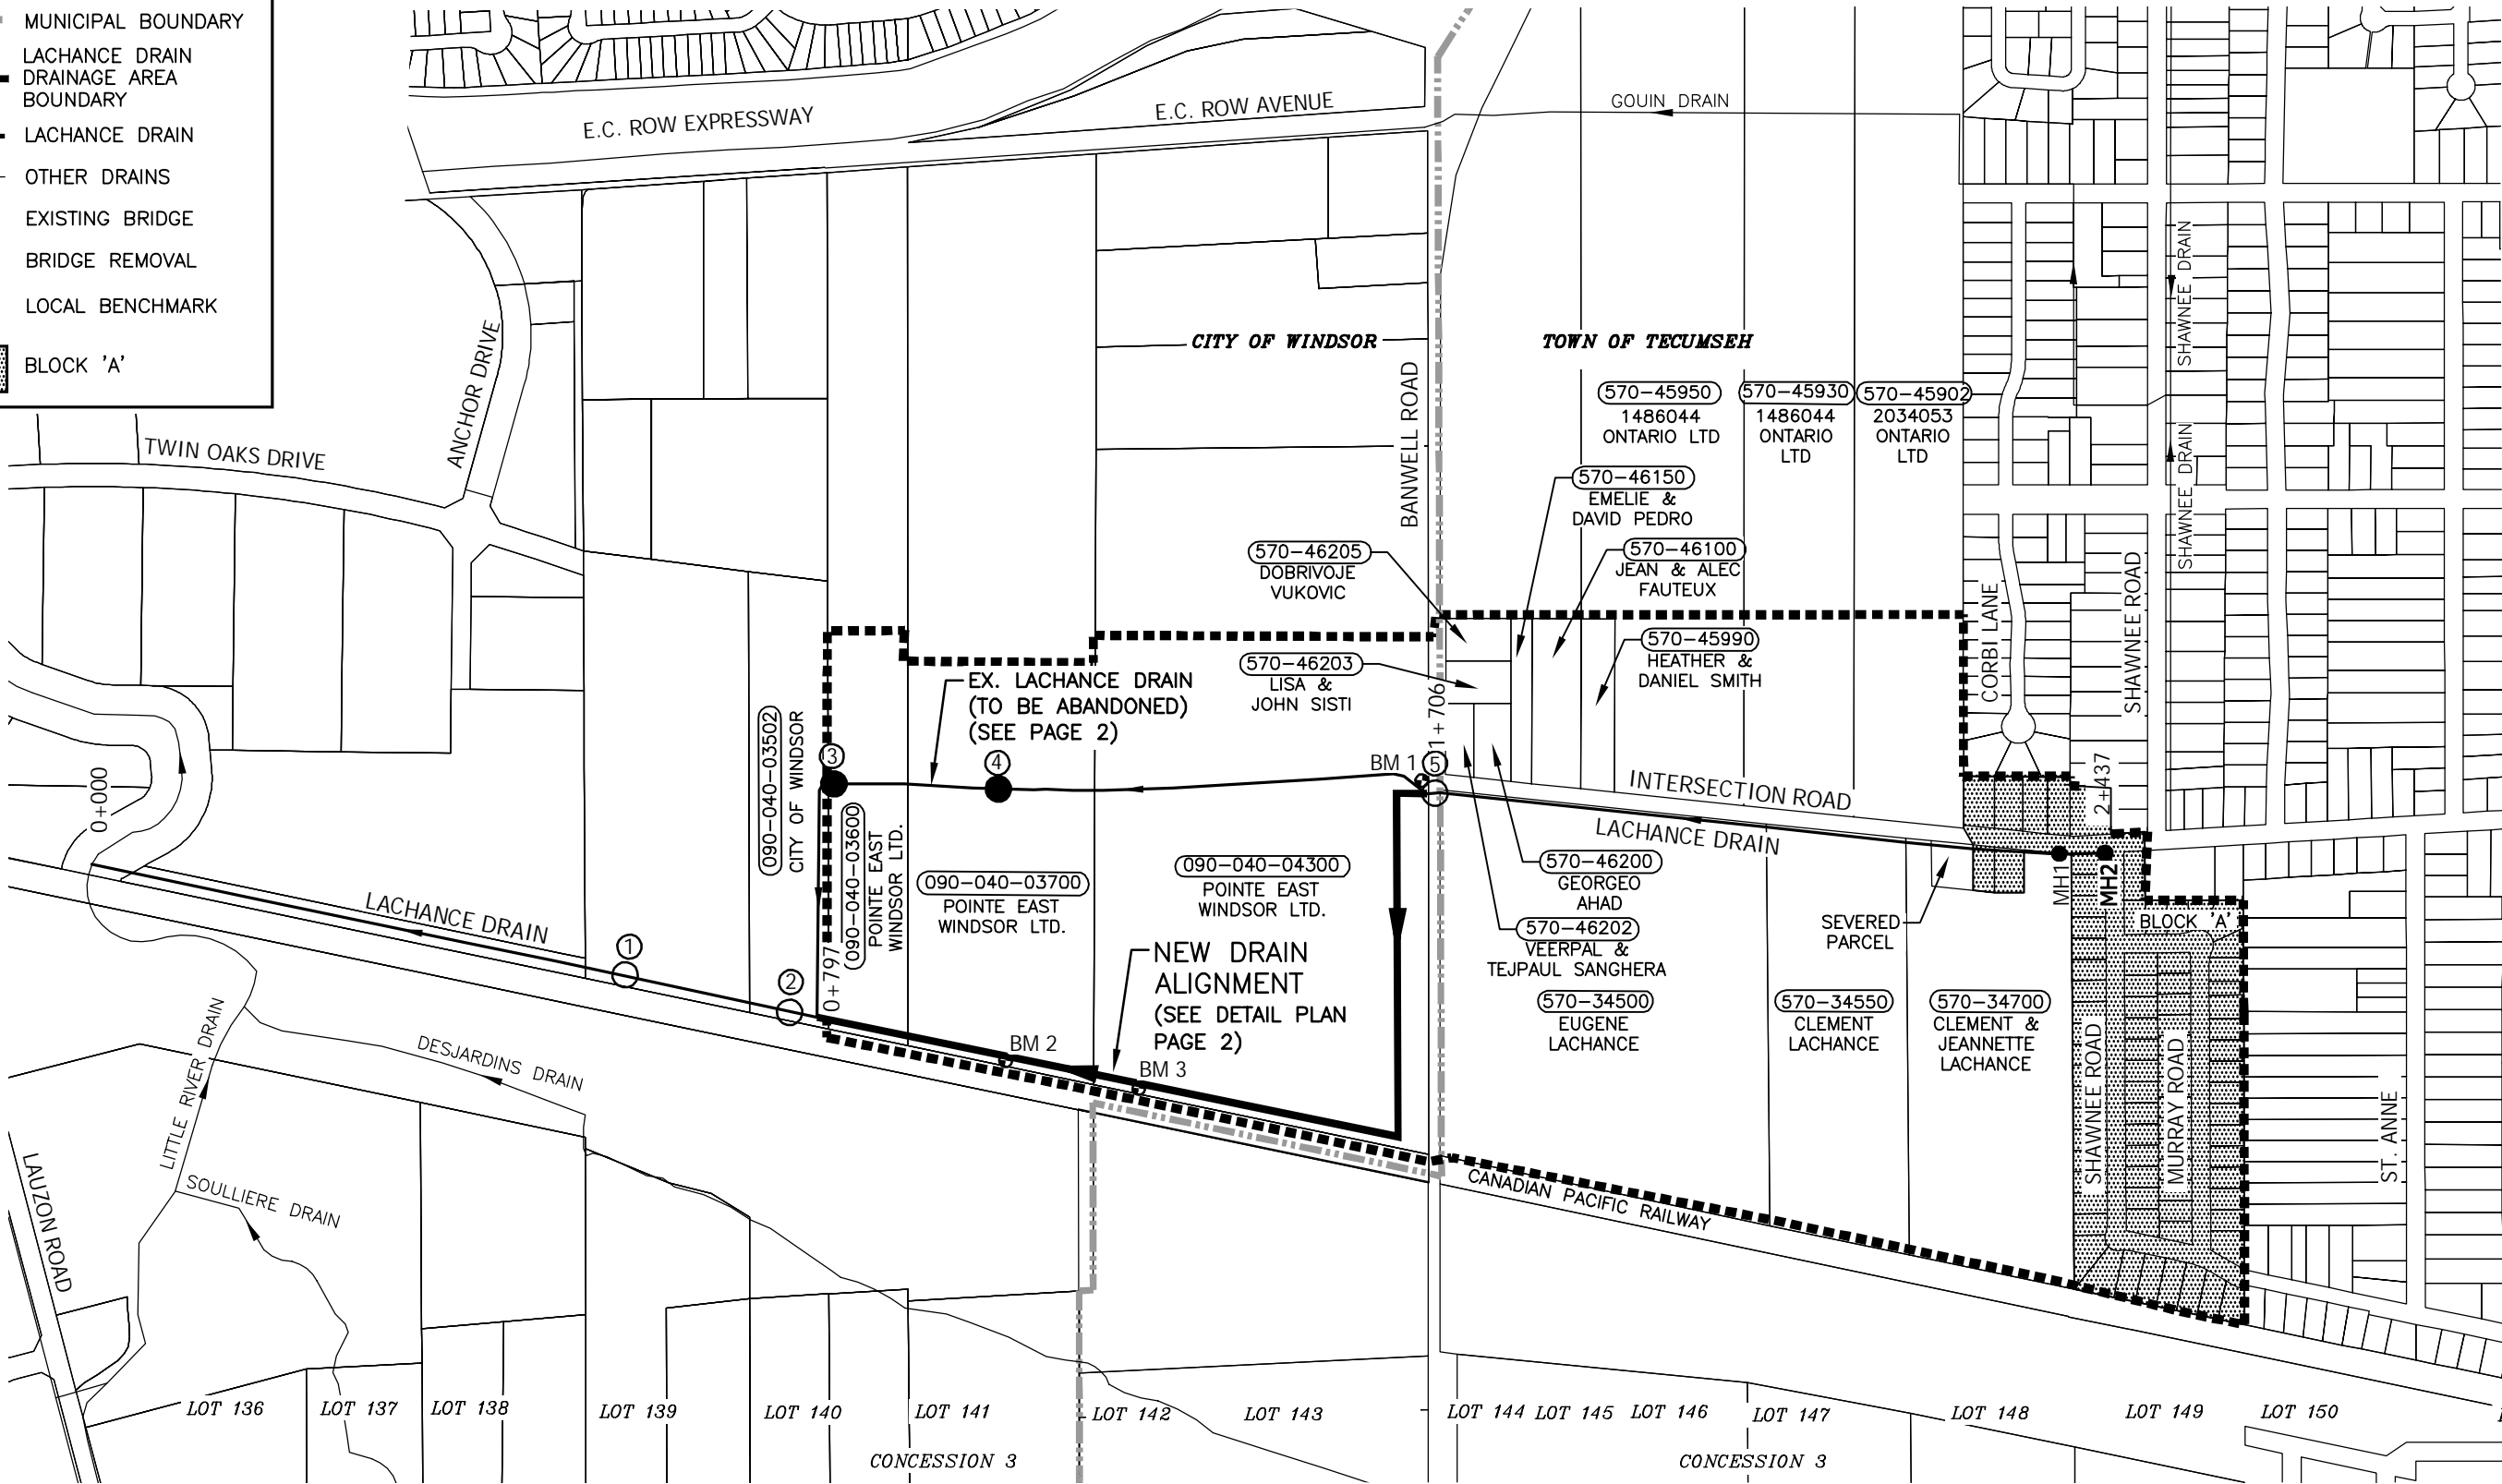 MUNICIPAL BOUNDARY
LACHANCE DRAIN
DRAINAGE AREA
BOUNDARY
LACHANCE DRAIN
OTHER DRAINS
EXISTING BRIDGE
BRIDGE REMOVAL
LOCAL BENCHMARK
BLOCK 'A'
E.C. ROW EXPRESSWAY
E.C. ROW AVENUE
GOUIN DRAIN
TWIN OAKS DRIVE
ANCHOR DRIVE
CITY OF WINDSOR
TOWN OF TECUMSEH
BANWELL ROAD
570-45950
1486044
ONTARIO LTD
570-45930
1486044
ONTARIO
LTD
570-45902
2034053
ONTARIO
LTD
570-46150
EMELIE &
DAVID PEDRO
570-46205
DOBRIVOJE
VUKOVIC
570-46100
JEAN & ALEC
FAUTEUX
570-45990
HEATHER &
DANIEL SMITH
570-46203
LISA &
JOHN SISTI
SHAWNEE DRAIN
SHAWNEE DRAIN
SHAWNEE DRAIN
CORBI LANE
SHAWNEE ROAD
EX. LACHANCE DRAIN
(TO BE ABANDONED)
(SEE PAGE 2)
090-040-03502
CITY OF WINDSOR
090-040-03600
POINTE EAST
WINDSOR LTD.
3
4
BM 1
5
1+706
INTERSECTION ROAD
LACHANCE DRAIN
2+437
0+000
LACHANCE DRAIN
1
2
0+797
090-040-03700
POINTE EAST
WINDSOR LTD.
090-040-04300
POINTE EAST
WINDSOR LTD.
NEW DRAIN
ALIGNMENT
(SEE DETAIL PLAN
PAGE 2)
570-46200
GEORGEO
AHAD
570-46202
VEERPAL &
TEJPAUL SANGHERA
570-34500
EUGENE
LACHANCE
570-34550
CLEMENT
LACHANCE
570-34700
CLEMENT &
JEANNETTE
LACHANCE
SEVERED
PARCEL
MH1
MH2
BLOCK 'A'
SHAWNEE ROAD
MURRAY ROAD
ST. ANNE
BM 2
BM 3
CANADIAN PACIFIC RAILWAY
DESJARDINS DRAIN
LITTLE RIVER DRAIN
SOULLIERE DRAIN
LAUZON ROAD
LOT 136
LOT 137
LOT 138
LOT 139
LOT 140
LOT 141
LOT 142
LOT 143
LOT 144
LOT 145
LOT 146
LOT 147
LOT 148
LOT 149
LOT 150
CONCESSION 3
CONCESSION 3